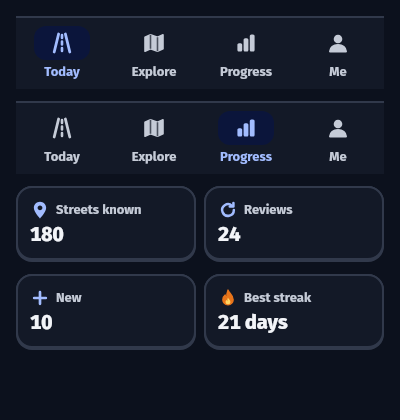 Today Explore Progress Me
Today Explore Progress Me
Streets known
180
Reviews
24
New
10
Best streak
21 days